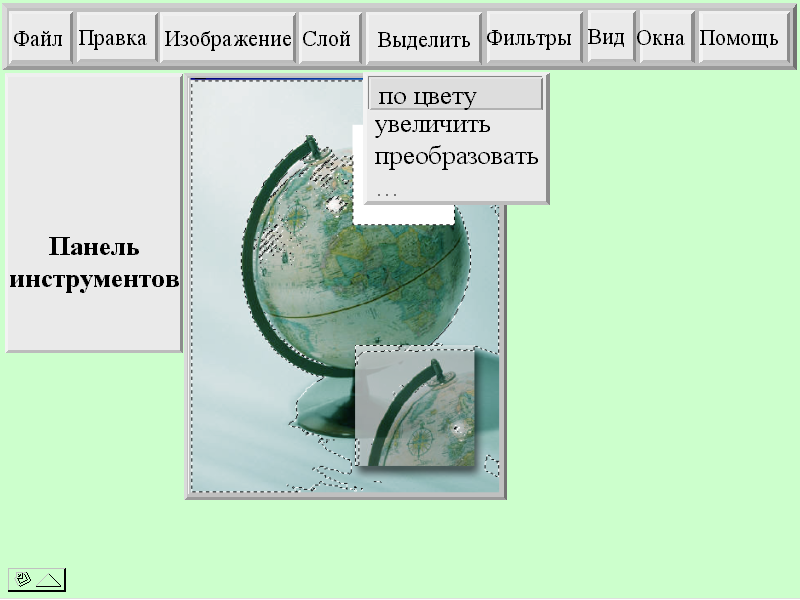 Файл Правка Изображение Слой Выделить Фильтры Вид Окна Помощь
по цвету
увеличить
преобразовать
...
Панель
инструментов